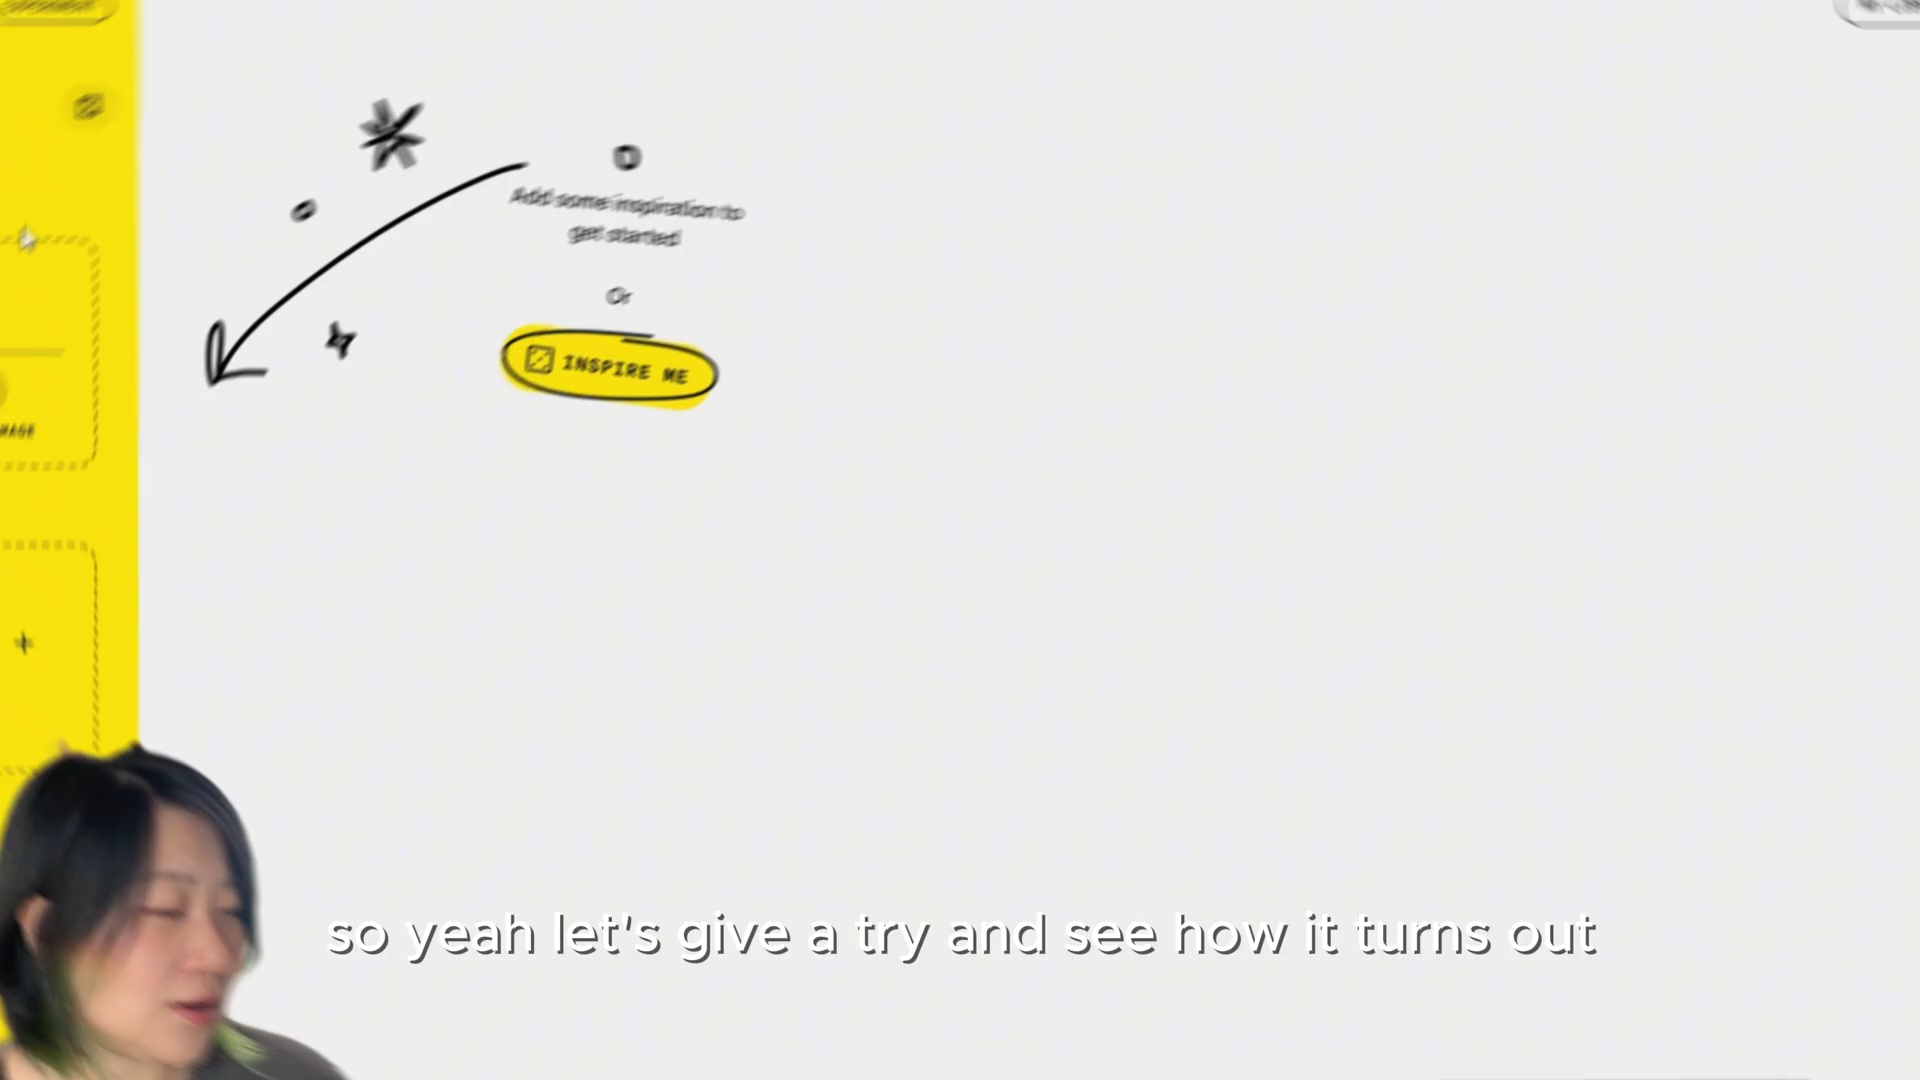 Add some inspiration to
get started
Or
INSPIRE ME
so yeah let's give a try and see how it turns out